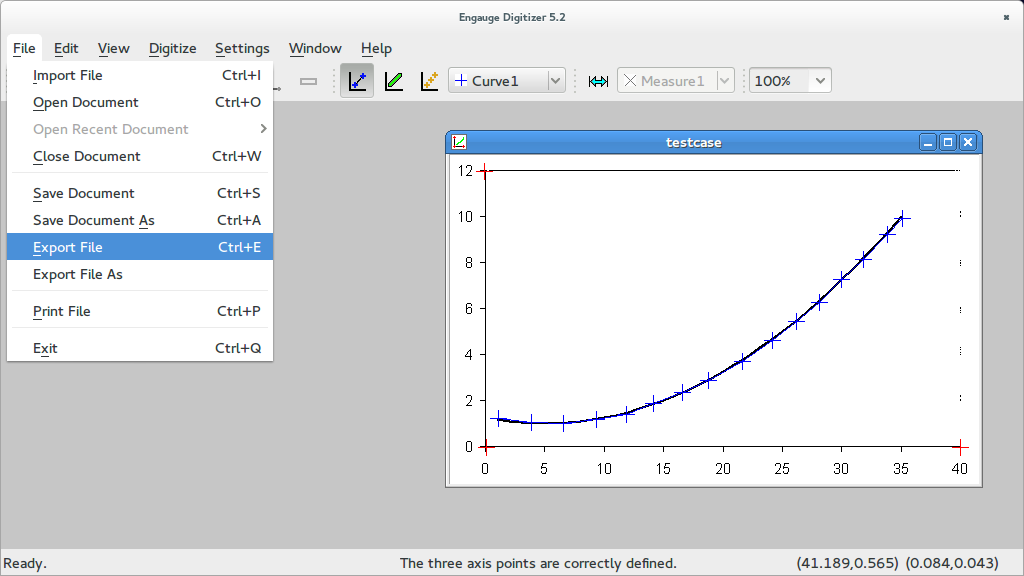 Engauge Digitizer 5.2
File Edit View Digitize Settings Window Help
Import File Ctrl+I
Open Document Ctrl+O
Open Recent Document
Close Document Ctrl+W
Save Document Ctrl+S
Save Document As Ctrl+A
Export File Ctrl+E
Export File As
Print File Ctrl+P
Exit Ctrl+Q
Curve1 Measure1 100%
testcase
12
10
8
6
4
2
0
0 5 10 15 20 25 30 35 40
Ready. The three axis points are correctly defined. (41.189,0.565) (0.084,0.043)